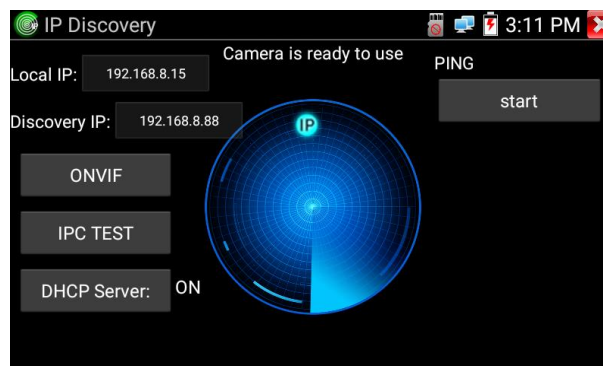 IP Discovery
3:11 PM
Camera is ready to use
Local IP: 192.168.8.15
PING
start
Discovery IP: 192.168.8.88
IP
ONVIF
IPC TEST
DHCP Server: ON